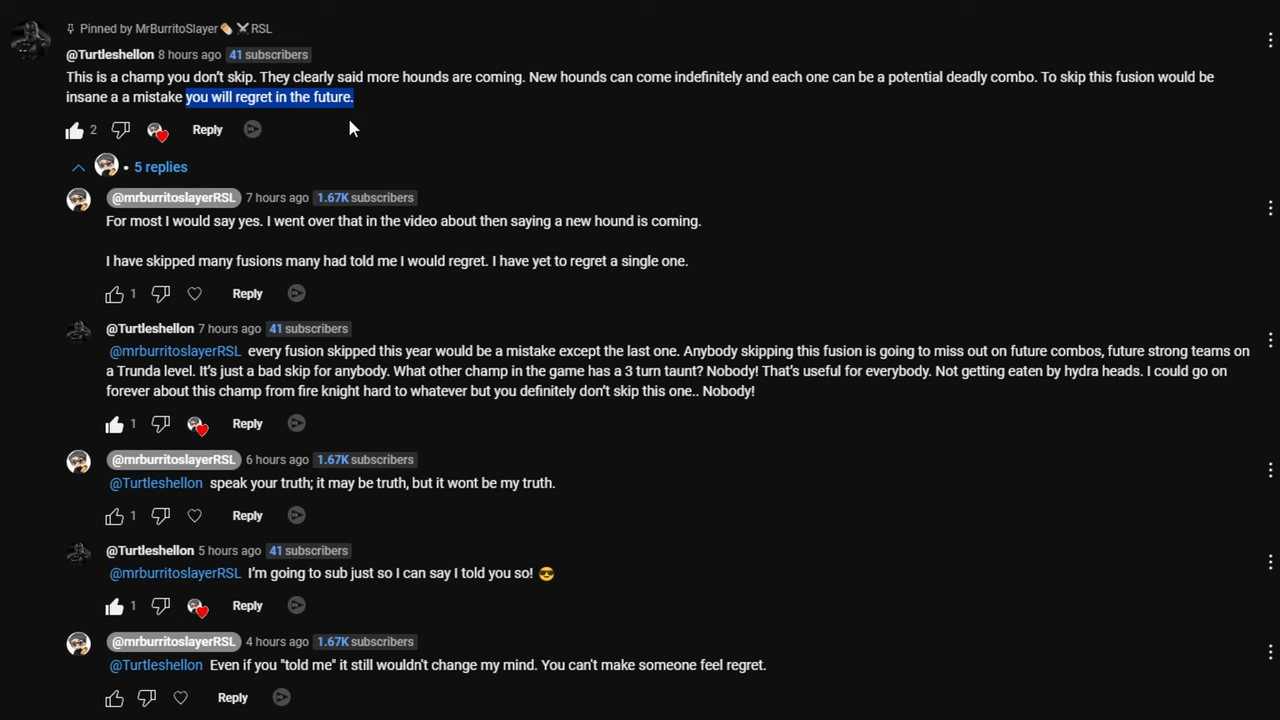 Pinned by MrBurritoSlayer🌯⚔️RSL
@Turtleshellon 8 hours ago 41 subscribers
This is a champ you don't skip. They clearly said more hounds are coming. New hounds can come indefinitely and each one can be a potential deadly combo. To skip this fusion would be
insane a a mistake you will regret in the future.
2 Reply
• 5 replies
@mrburritoslayerRSL 7 hours ago 1.67K subscribers
For most I would say yes. I went over that in the video about then saying a new hound is coming.
I have skipped many fusions many had told me I would regret. I have yet to regret a single one.
1 Reply
@Turtleshellon 7 hours ago 41 subscribers
@mrburritoslayerRSL every fusion skipped this year would be a mistake except the last one. Anybody skipping this fusion is going to miss out on future combos, future strong teams on
a Trunda level. It's just a bad skip for anybody. What other champ in the game has a 3 turn taunt? Nobody! That's useful for everybody. Not getting eaten by hydra heads. I could go on
forever about this champ from fire knight hard to whatever but you definitely don't skip this one.. Nobody!
1 Reply
@mrburritoslayerRSL 6 hours ago 1.67K subscribers
@Turtleshellon speak your truth; it may be truth, but it wont be my truth.
1 Reply
@Turtleshellon 5 hours ago 41 subscribers
@mrburritoslayerRSL I'm going to sub just so I can say I told you so! 😎
1 Reply
@mrburritoslayerRSL 4 hours ago 1.67K subscribers
@Turtleshellon Even if you "told me" it still wouldn't change my mind. You can't make someone feel regret.
Reply